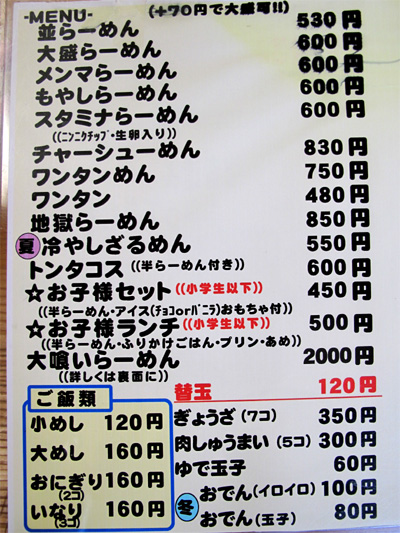 -MENU-
(+70円で大盛可!!)
並らーめん 530円
大盛らーめん 600円
メンマらーめん 600円
もやしらーめん 600円
スタミナらーめん 600円
((ニンニクチップ・生卵入り))
チャーシューめん 830円
ワンタンめん 750円
ワンタン 480円
地獄らーめん 850円
夏 冷やしざるめん 550円
トンタコス((半らーめん付き)) 600円
☆お子様セット((小学生以下)) 450円
((半らーめん・アイス(チョコorバニラ)おもちゃ付))
☆お子様ランチ((小学生以下)) 500円
((半らーめん・ふりかけごはん・プリン・あめ))
大喰いらーめん 2000円
((詳しくは裏面に))
替玉 120円
ご飯類
小めし 120円
大めし 160円
おにぎり 160円
(2コ)
いなり 160円
(3コ)
ぎょうざ(7コ) 350円
肉しゅうまい(5コ) 300円
ゆで玉子 60円
冬 おでん(イロイロ) 100円
おでん(玉子) 80円